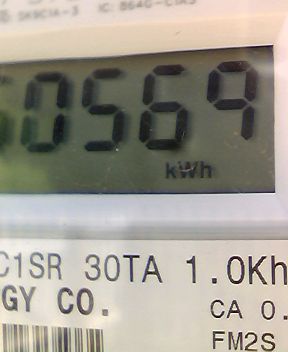 0569
kWh
C1SR 30TA 1.0Kh
GY CO.
CA 0.
FM2S